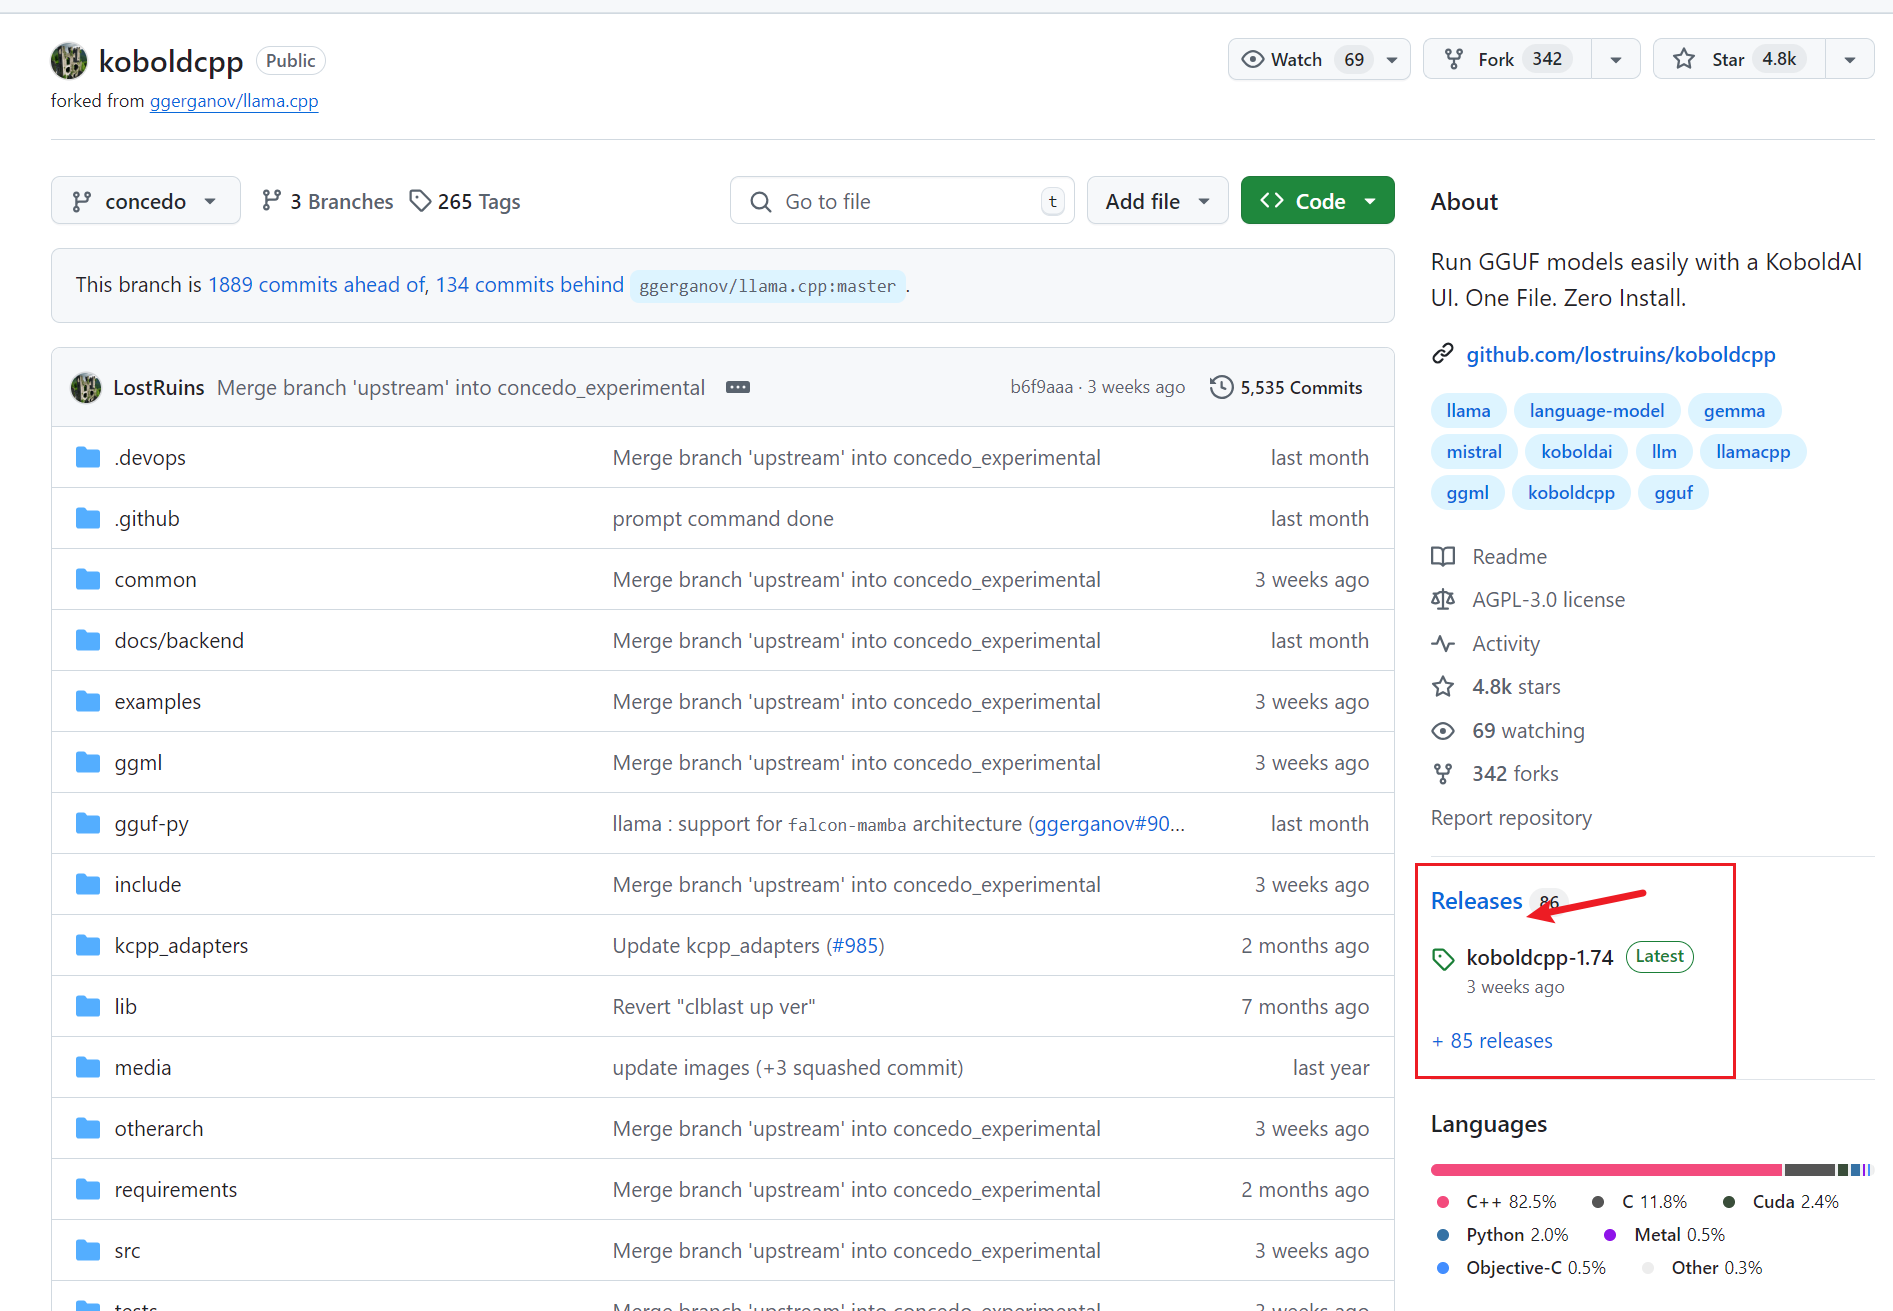 koboldcpp Public
Watch 69 Fork 342 Star 4.8k
forked from ggerganov/llama.cpp
concedo 3 Branches 265 Tags Go to file t Add file Code
This branch is 1889 commits ahead of, 134 commits behind ggerganov/llama.cpp:master .
LostRuins Merge branch 'upstream' into concedo_experimental b6f9aaa · 3 weeks ago 5,535 Commits
.devops Merge branch 'upstream' into concedo_experimental last month
.github prompt command done last month
common Merge branch 'upstream' into concedo_experimental 3 weeks ago
docs/backend Merge branch 'upstream' into concedo_experimental last month
examples Merge branch 'upstream' into concedo_experimental 3 weeks ago
ggml Merge branch 'upstream' into concedo_experimental 3 weeks ago
gguf-py llama : support for falcon-mamba architecture (ggerganov#90... last month
include Merge branch 'upstream' into concedo_experimental 3 weeks ago
kcpp_adapters Update kcpp_adapters (#985) 2 months ago
lib Revert "clblast up ver" 7 months ago
media update images (+3 squashed commit) last year
otherarch Merge branch 'upstream' into concedo_experimental 3 weeks ago
requirements Merge branch 'upstream' into concedo_experimental 2 months ago
src Merge branch 'upstream' into concedo_experimental 3 weeks ago
tests Merge branch 'upstream' into concedo_experimental 3 weeks ago
About
Run GGUF models easily with a KoboldAI
UI. One File. Zero Install.
github.com/lostruins/koboldcpp
llama language-model gemma
mistral koboldai llm llamacpp
ggml koboldcpp gguf
Readme
AGPL-3.0 license
Activity
4.8k stars
69 watching
342 forks
Report repository
Releases 86
koboldcpp-1.74 Latest
3 weeks ago
+ 85 releases
Languages
C++ 82.5% C 11.8% Cuda 2.4%
Python 2.0% Metal 0.5%
Objective-C 0.5% Other 0.3%